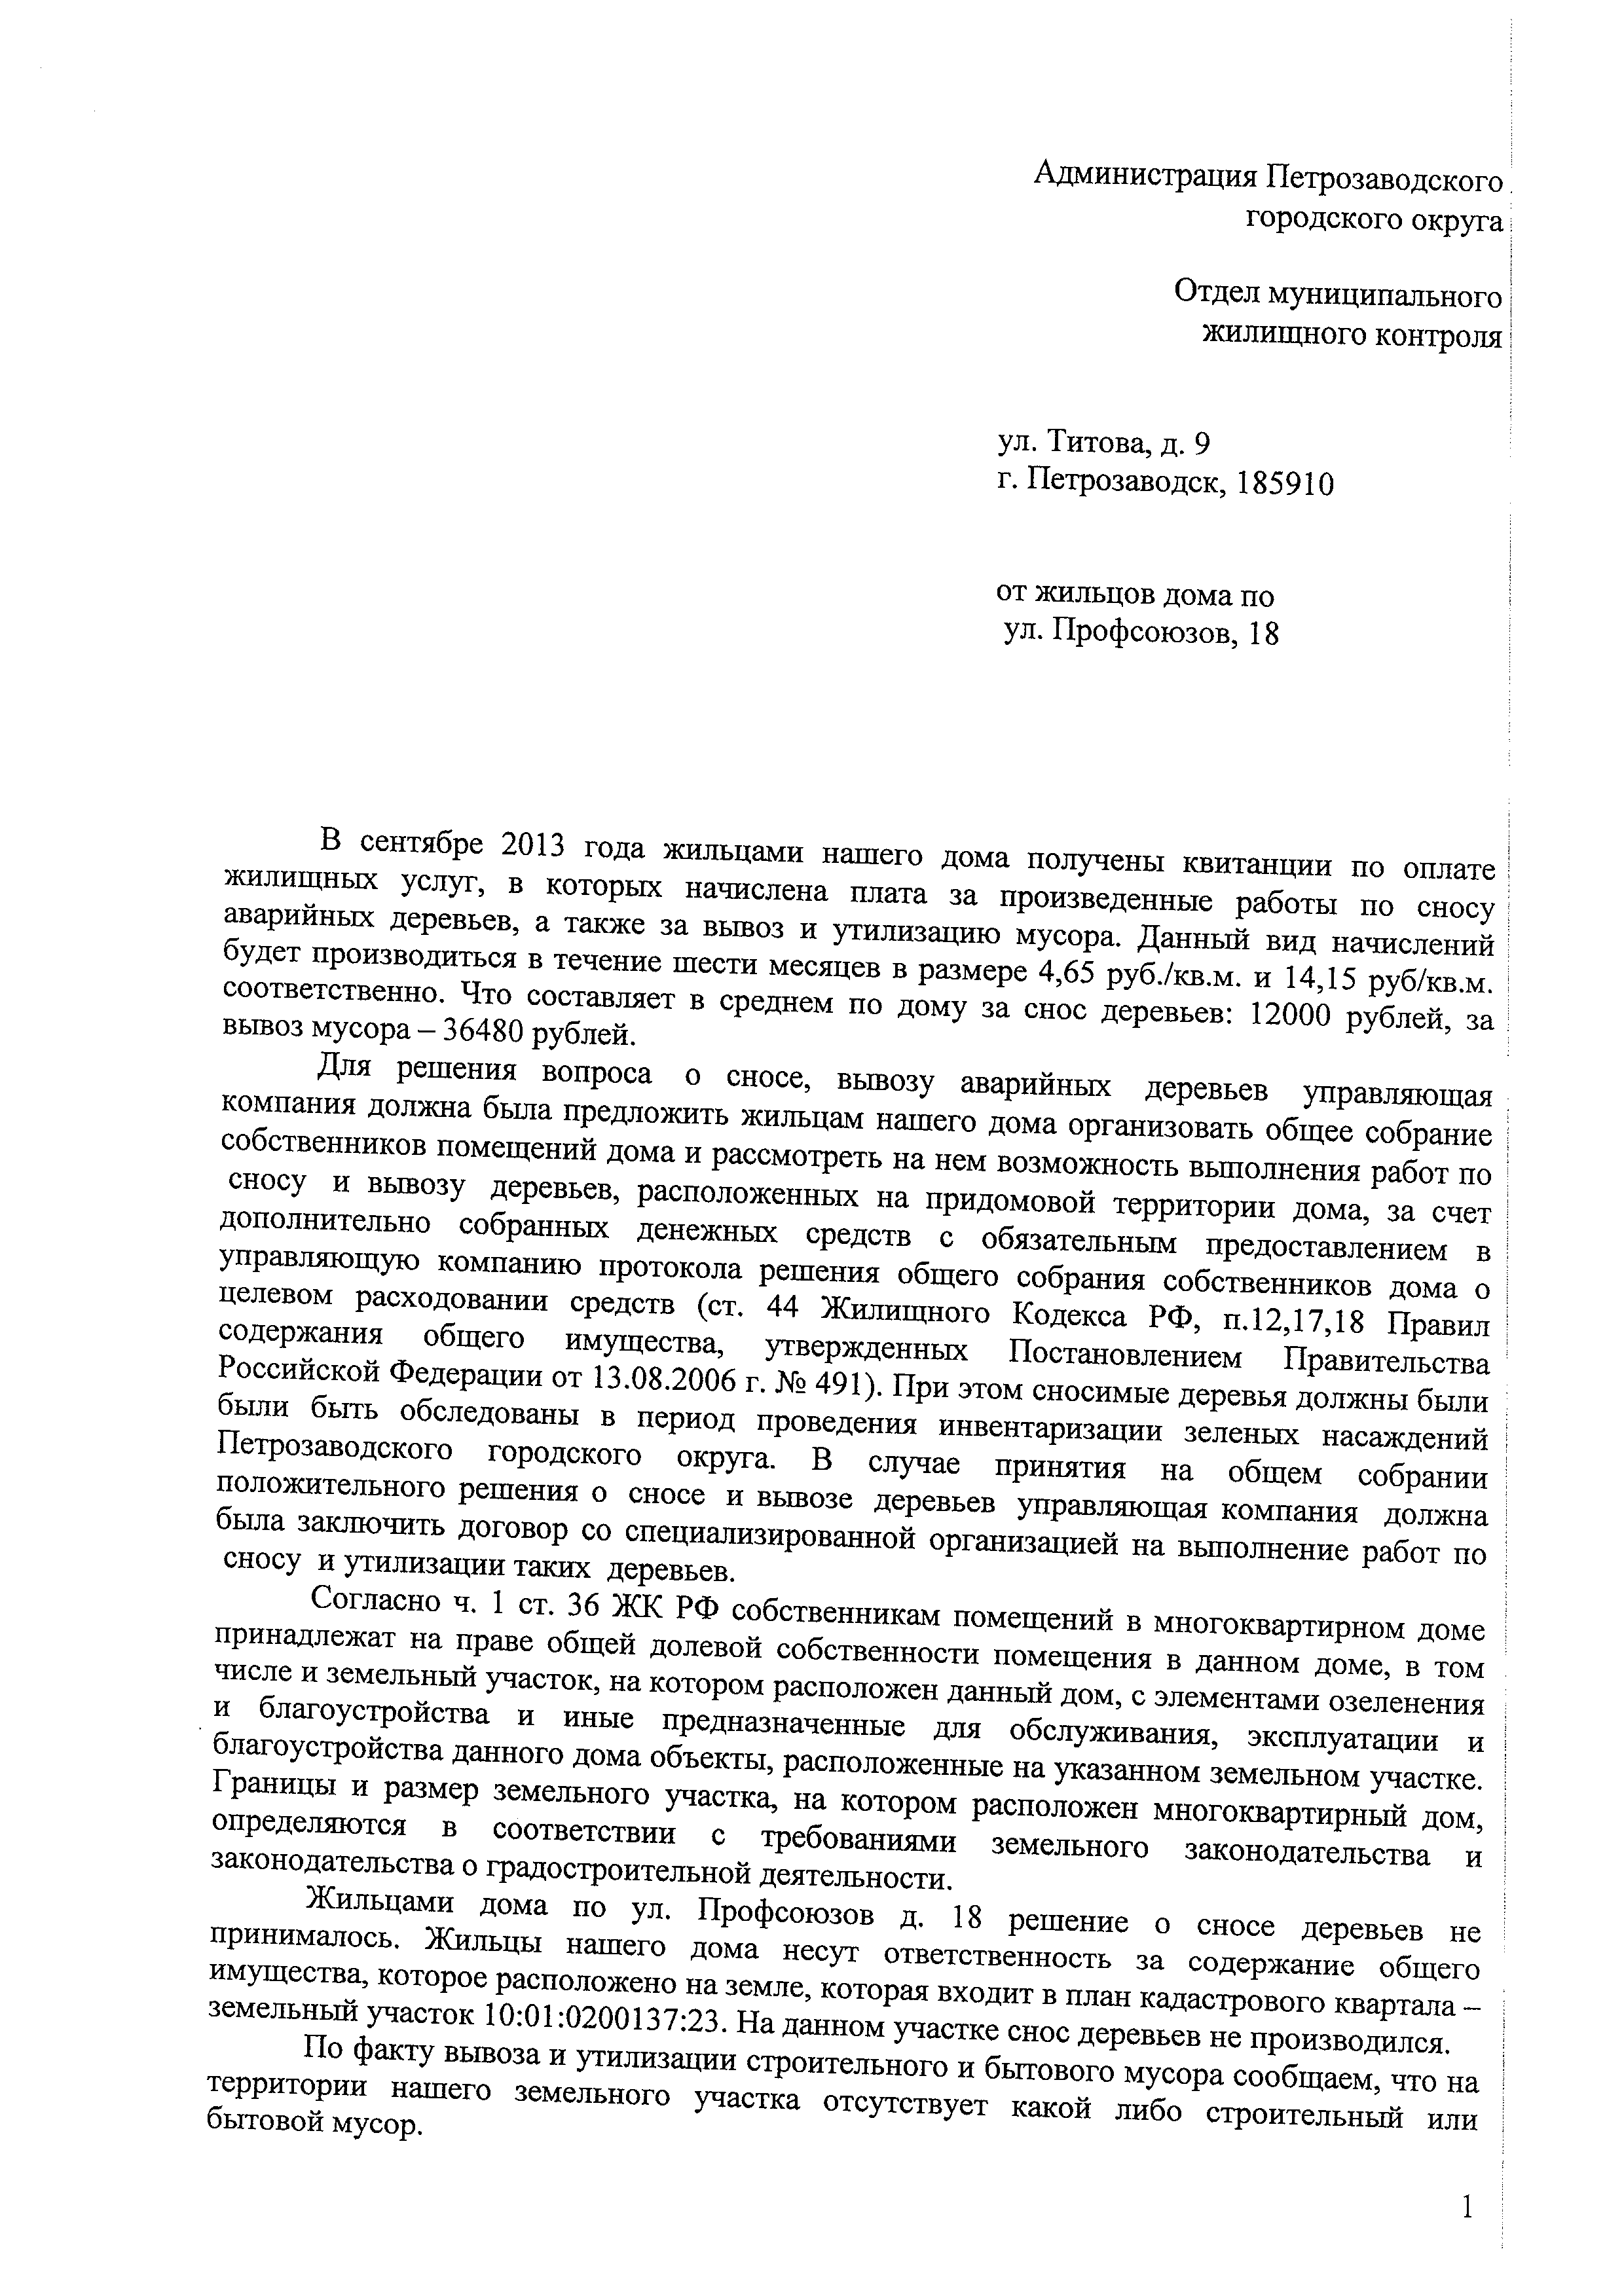 Администрация Петрозаводского
городского округа
Отдел муниципального
жилищного контроля
ул. Титова, д. 9
г. Петрозаводск, 185910
от жильцов дома по
ул. Профсоюзов, 18
В сентябре 2013 года жильцами нашего дома получены квитанции по оплате
жилищных услуг, в которых начислена плата за произведенные работы по сносу
аварийных деревьев, а также за вывоз и утилизацию мусора. Данный вид начислений
будет производиться в течение шести месяцев в размере 4,65 руб./кв.м. и 14,15 руб/кв.м.
соответственно. Что составляет в среднем по дому за снос деревьев: 12000 рублей, за
вывоз мусора – 36480 рублей.
Для решения вопроса о сносе, вывозу аварийных деревьев управляющая
компания должна была предложить жильцам нашего дома организовать общее собрание
собственников помещений дома и рассмотреть на нем возможность выполнения работ по
сносу и вывозу деревьев, расположенных на придомовой территории дома, за счет
дополнительно собранных денежных средств с обязательным предоставлением в
управляющую компанию протокола решения общего собрания собственников дома о
целевом расходовании средств (ст. 44 Жилищного Кодекса РФ, п.12,17,18 Правил
содержания общего имущества, утвержденных Постановлением Правительства
Российской Федерации от 13.08.2006 г. № 491). При этом сносимые деревья должны были
были быть обследованы в период проведения инвентаризации зеленых насаждений
Петрозаводского городского округа. В случае принятия на общем собрании
положительного решения о сносе и вывозе деревьев управляющая компания должна
была заключить договор со специализированной организацией на выполнение работ по
сносу и утилизации таких деревьев.
Согласно ч. 1 ст. 36 ЖК РФ собственникам помещений в многоквартирном доме
принадлежат на праве общей долевой собственности помещения в данном доме, в том
числе и земельный участок, на котором расположен данный дом, с элементами озеленения
и благоустройства и иные предназначенные для обслуживания, эксплуатации и
благоустройства данного дома объекты, расположенные на указанном земельном участке.
Границы и размер земельного участка, на котором расположен многоквартирный дом,
определяются в соответствии с требованиями земельного законодательства и
законодательства о градостроительной деятельности.
Жильцами дома по ул. Профсоюзов д. 18 решение о сносе деревьев не
принималось. Жильцы нашего дома несут ответственность за содержание общего
имущества, которое расположено на земле, которая входит в план кадастрового квартала –
земельный участок 10:01:0200137:23. На данном участке снос деревьев не производился.
По факту вывоза и утилизации строительного и бытового мусора сообщаем, что на
территории нашего земельного участка отсутствует какой либо строительный или
бытовой мусор.
1